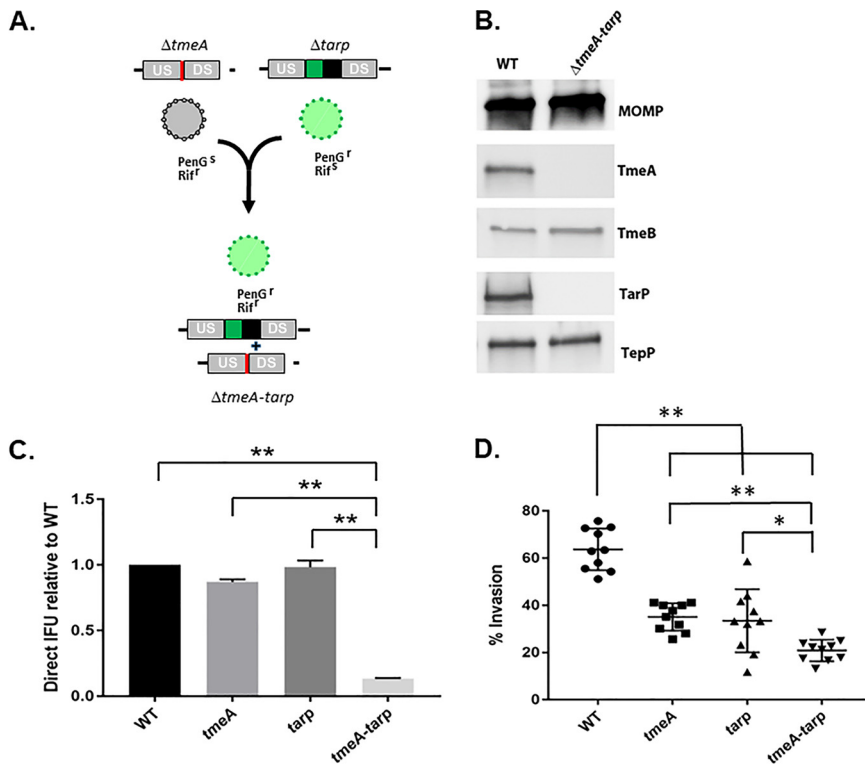 A.
ΔtmeA
Δtarp
US DS
US DS
PenG s
Rif r
PenG r
Rif s
PenG r
Rif r
US DS
+
US DS
ΔtmeA-tarp
B.
WT
ΔtmeA-tarp
MOMP
TmeA
TmeB
TarP
TepP
C.
**
**
**
Direct IFU relative to WT
1.5
1.0
0.5
0.0
WT
tmeA
tarp
tmeA-tarp
D.
**
**
*
% Invasion
80
60
40
20
0
WT
tmeA
tarp
tmeA-tarp